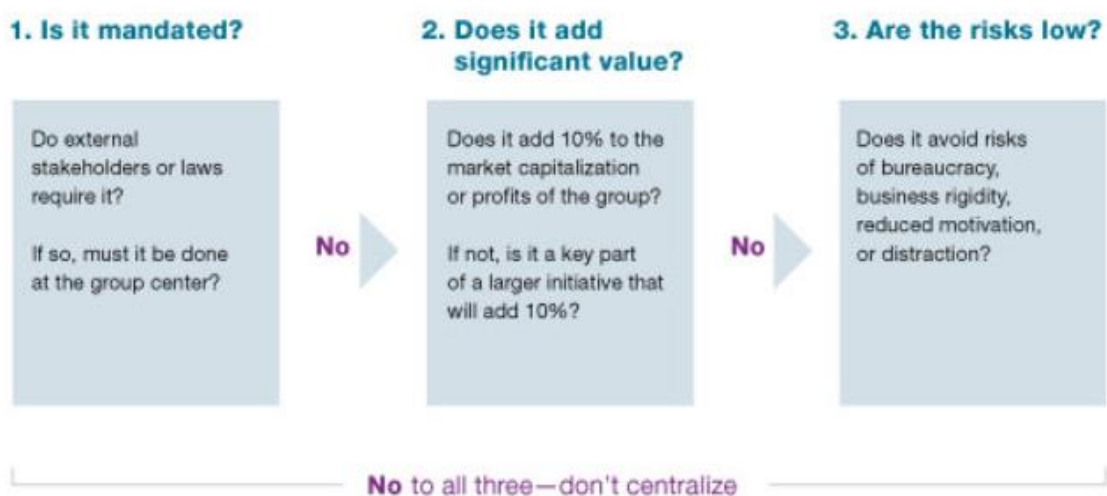 1. Is it mandated?
Do external
stakeholders or laws
require it?
If so, must it be done
at the group center?
No
2. Does it add
significant value?
Does it add 10% to the
market capitalization
or profits of the group?
If not, is it a key part
of a larger initiative that
will add 10%?
No
3. Are the risks low?
Does it avoid risks
of bureaucracy,
business rigidity,
reduced motivation,
or distraction?
No to all three—don't centralize